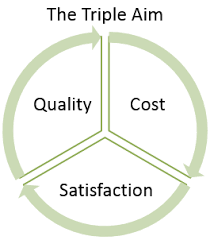 The Triple Aim
Quality
Cost
Satisfaction